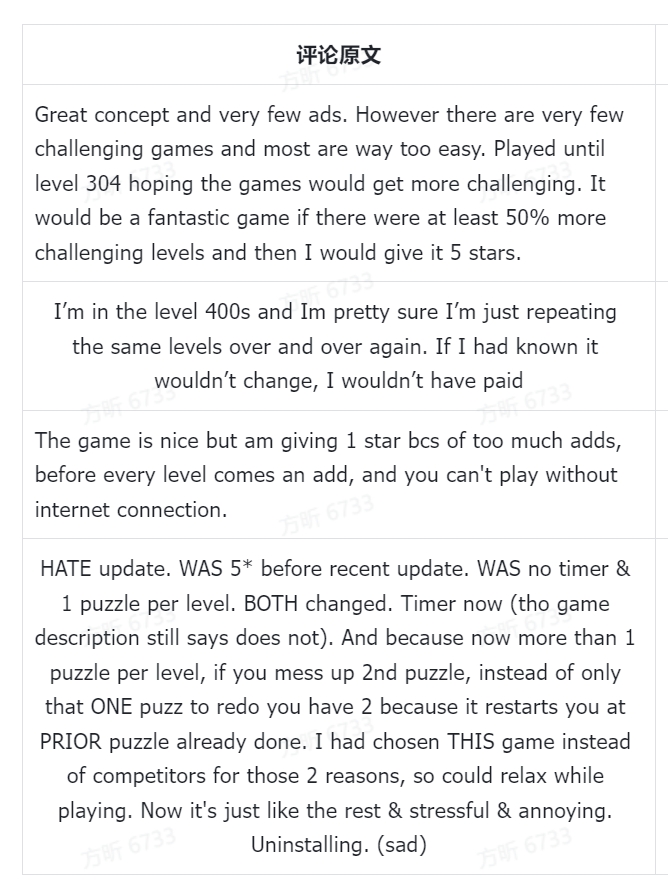 评论原文
Great concept and very few ads. However there are very few
challenging games and most are way too easy. Played until
level 304 hoping the games would get more challenging. It
would be a fantastic game if there were at least 50% more
challenging levels and then I would give it 5 stars.
I’m in the level 400s and Im pretty sure I’m just repeating
the same levels over and over again. If I had known it
wouldn’t change, I wouldn’t have paid
The game is nice but am giving 1 star bcs of too much adds,
before every level comes an add, and you can't play without
internet connection.
HATE update. WAS 5* before recent update. WAS no timer &
1 puzzle per level. BOTH changed. Timer now (tho game
description still says does not). And because now more than 1
puzzle per level, if you mess up 2nd puzzle, instead of only
that ONE puzz to redo you have 2 because it restarts you at
PRIOR puzzle already done. I had chosen THIS game instead
of competitors for those 2 reasons, so could relax while
playing. Now it's just like the rest & stressful & annoying.
Uninstalling. (sad)
方昕 6733